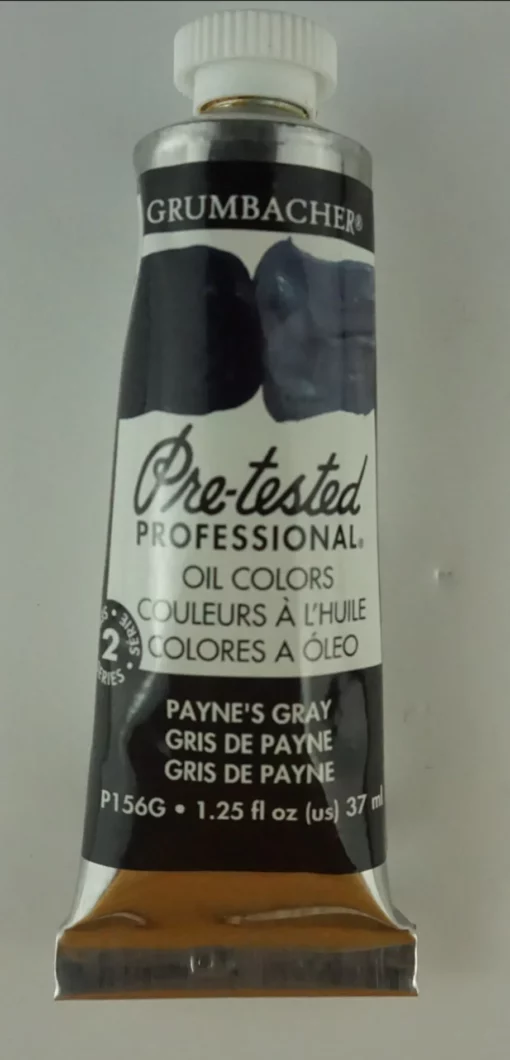 GRUMBACHER®
Pre-tested
PROFESSIONAL®
OIL COLORS
COULEURS À L'HUILE
COLORES A ÓLEO
SÉRIE •
2
PAYNE'S GRAY
GRIS DE PAYNE
GRIS DE PAYNE
P156G • 1.25 fl oz (us) 37 ml